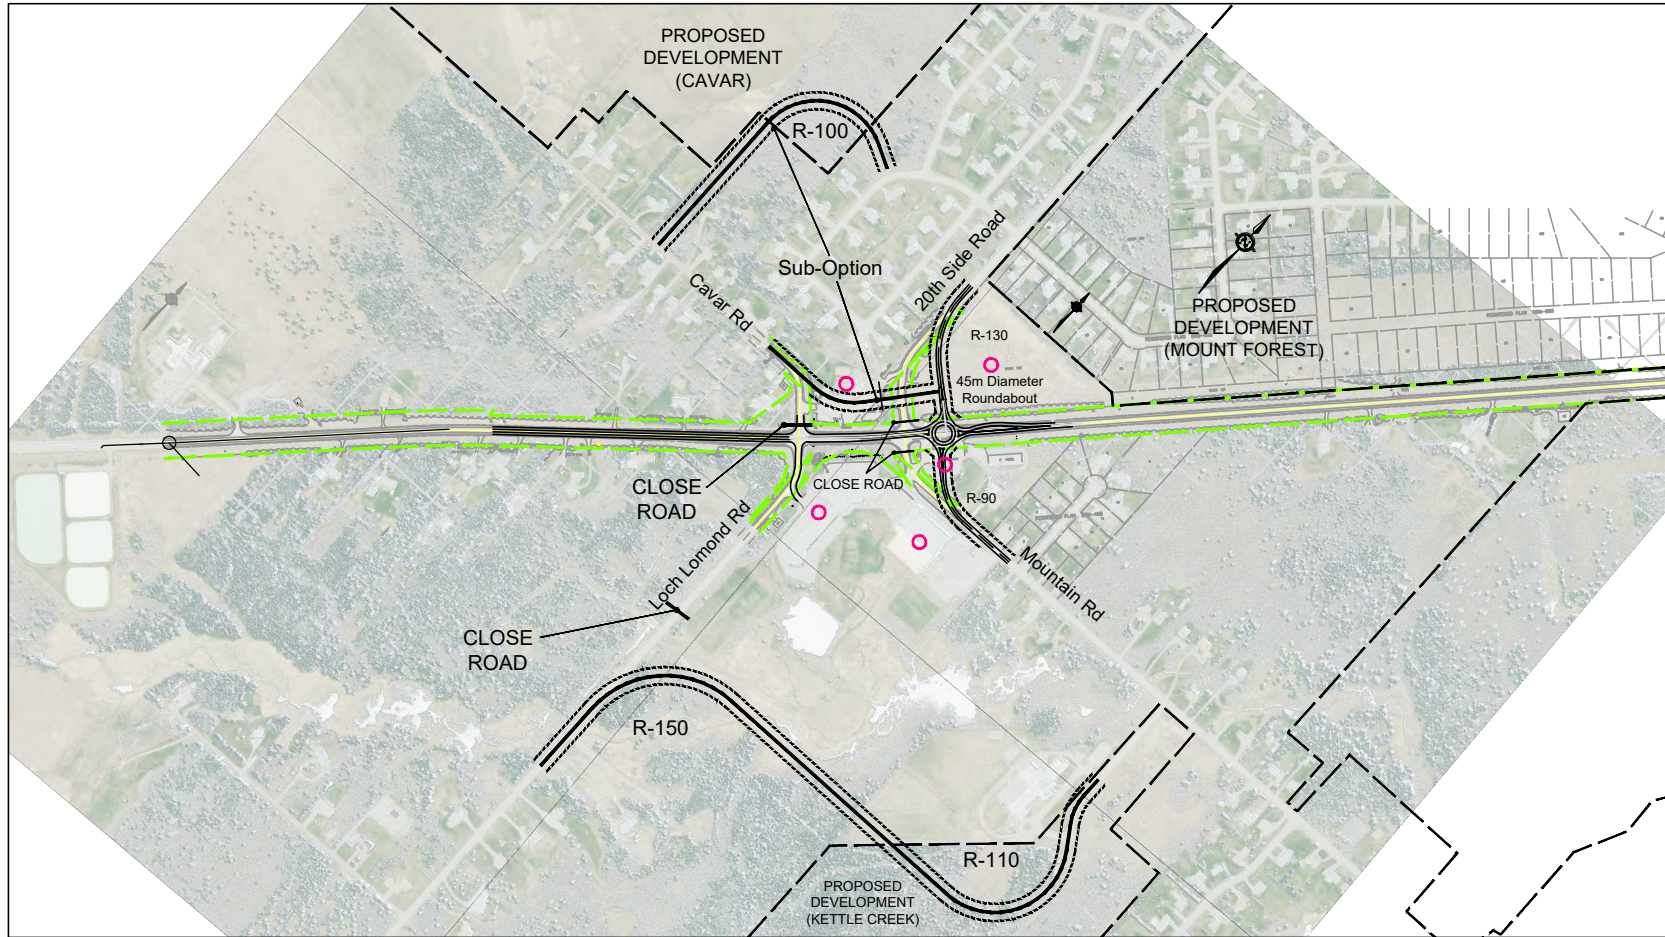 PROPOSED
DEVELOPMENT
(CAVAR)
R-100
Sub-Option
20th Side Road
Cavar Rd
PROPOSED
DEVELOPMENT
(MOUNT FOREST)
R-130
45m Diameter
Roundabout
CLOSE
ROAD
CLOSE ROAD
R-90
Loch Lomond Rd
Mountain Rd
CLOSE
ROAD
R-150
R-110
PROPOSED
DEVELOPMENT
(KETTLE CREEK)